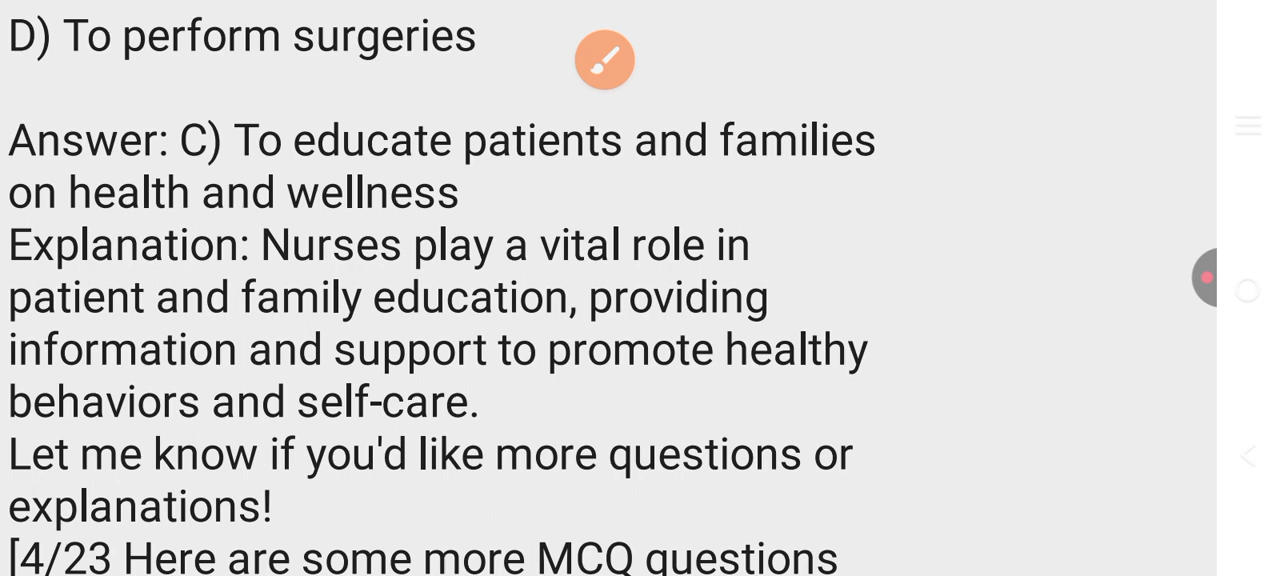 D) To perform surgeries
Answer: C) To educate patients and families
on health and wellness
Explanation: Nurses play a vital role in
patient and family education, providing
information and support to promote healthy
behaviors and self-care.
Let me know if you'd like more questions or
explanations!
[4/23 Here are some more MCQ questions